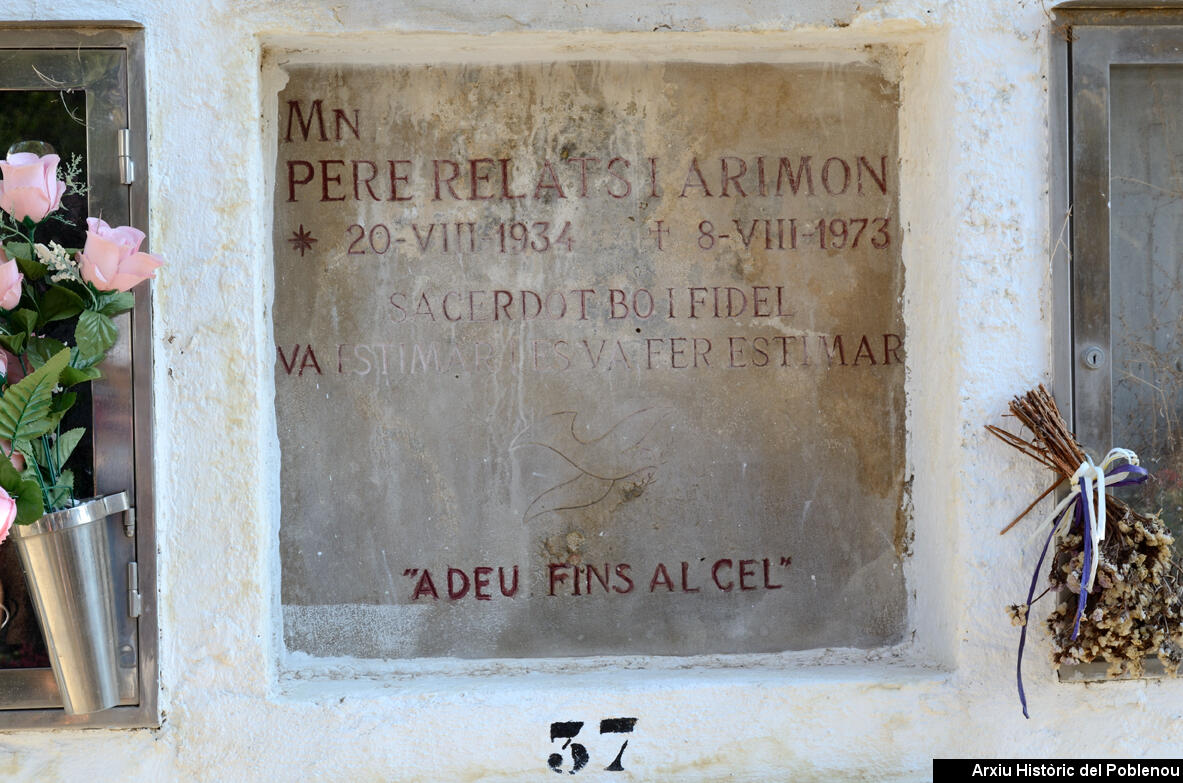 Mn
PERE RELATS I ARIMON
* 20-VIII-1934 † 8-VIII-1973
SACERDOT BO I FIDEL
VA ESTIMAR I ES VA FER ESTIMAR
"ADEU FINS AL CEL"
37
Arxiu Històric del Poblenou